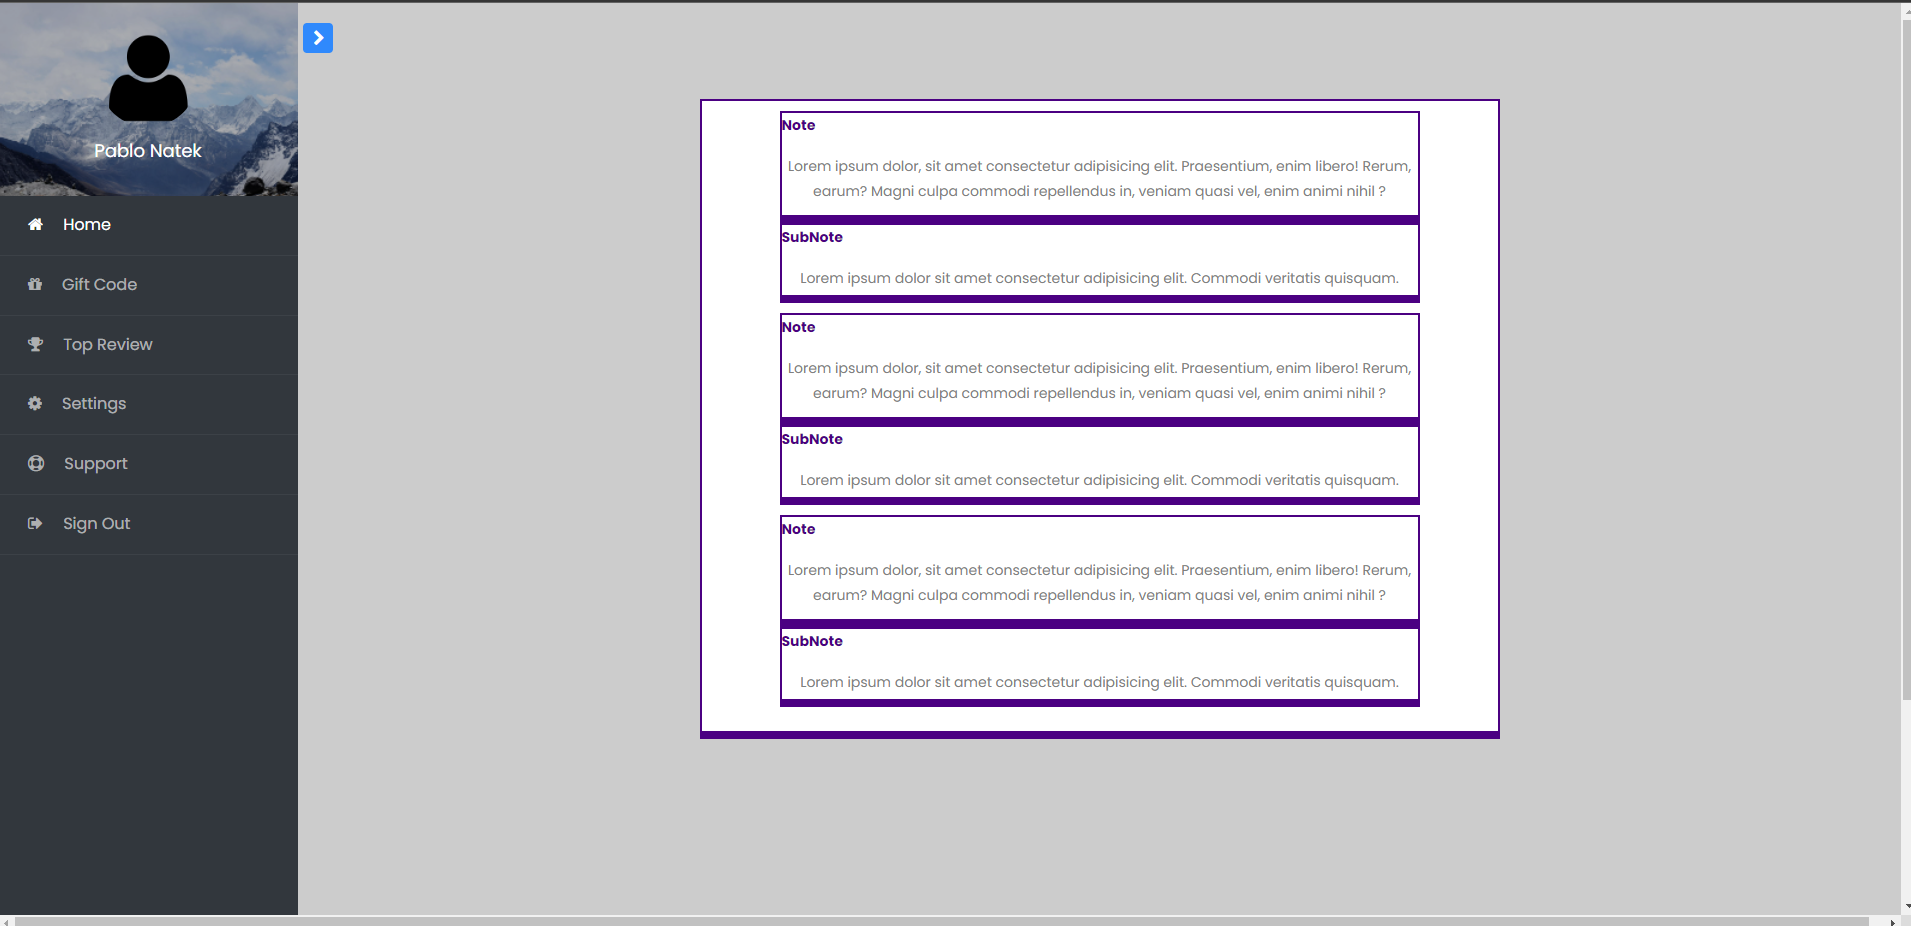 Pablo Natek
Home
Gift Code
Top Review
Settings
Support
Sign Out
Note
Lorem ipsum dolor, sit amet consectetur adipisicing elit. Praesentium, enim libero! Rerum,
earum? Magni culpa commodi repellendus in, veniam quasi vel, enim animi nihil ?
SubNote
Lorem ipsum dolor sit amet consectetur adipisicing elit. Commodi veritatis quisquam.
Note
Lorem ipsum dolor, sit amet consectetur adipisicing elit. Praesentium, enim libero! Rerum,
earum? Magni culpa commodi repellendus in, veniam quasi vel, enim animi nihil ?
SubNote
Lorem ipsum dolor sit amet consectetur adipisicing elit. Commodi veritatis quisquam.
Note
Lorem ipsum dolor, sit amet consectetur adipisicing elit. Praesentium, enim libero! Rerum,
earum? Magni culpa commodi repellendus in, veniam quasi vel, enim animi nihil ?
SubNote
Lorem ipsum dolor sit amet consectetur adipisicing elit. Commodi veritatis quisquam.